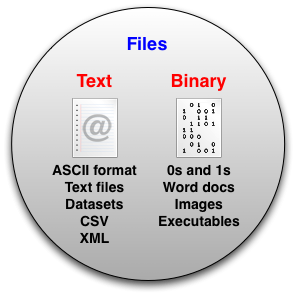 Files
Text
@
ASCII format
Text files
Datasets
CSV
XML
Binary
0s and 1s
Word docs
Images
Executables